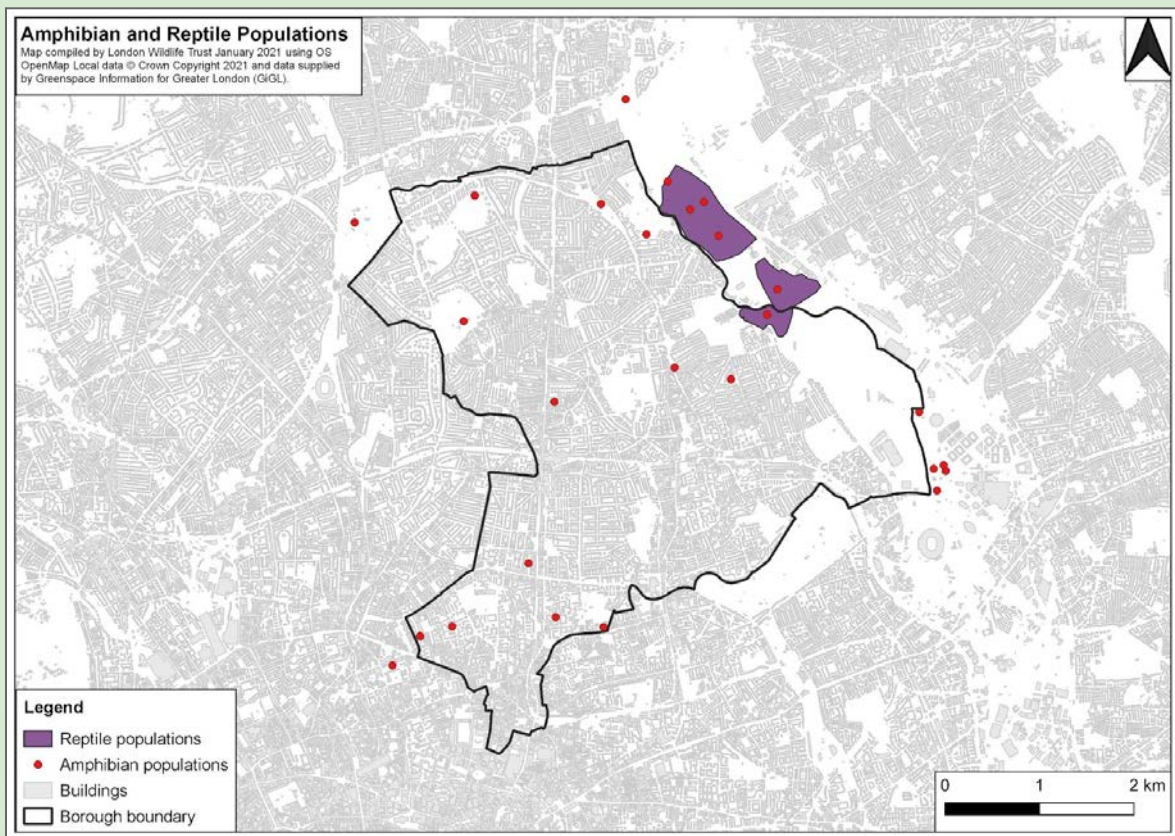 Amphibian and Reptile Populations
Map compiled by London Wildlife Trust January 2021 using OS
OpenMap Local data © Crown Copyright 2021 and data supplied
by Greenspace Information for Greater London (GiGL).
Legend
Reptile populations
Amphibian populations
Buildings
Borough boundary
0 1 2 km